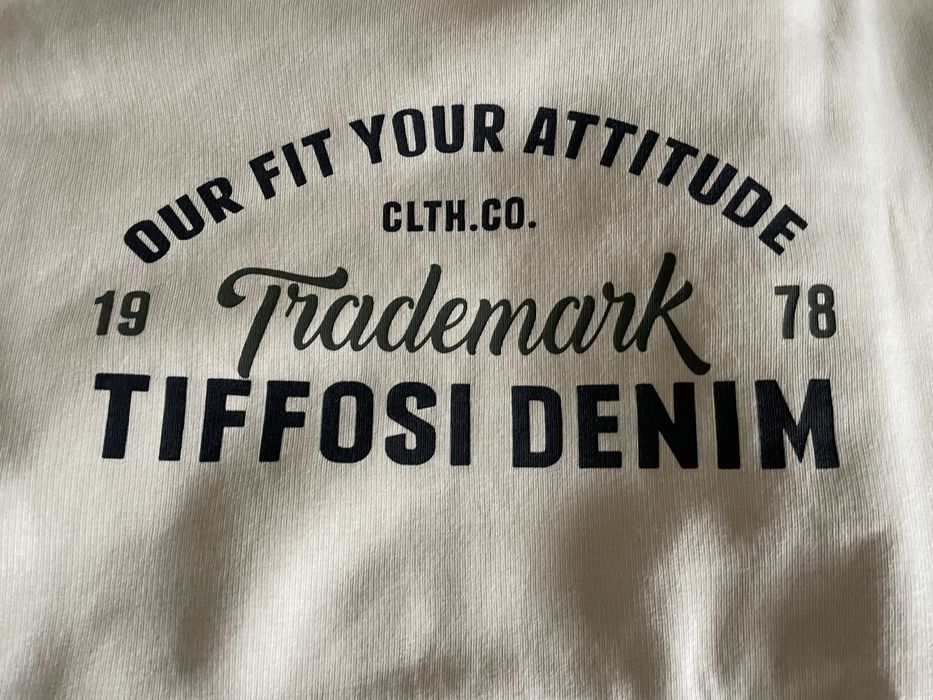 OUR FIT YOUR ATTITUDE
CLTH.CO.
19 Trademark 78
TIFFOSI DENIM